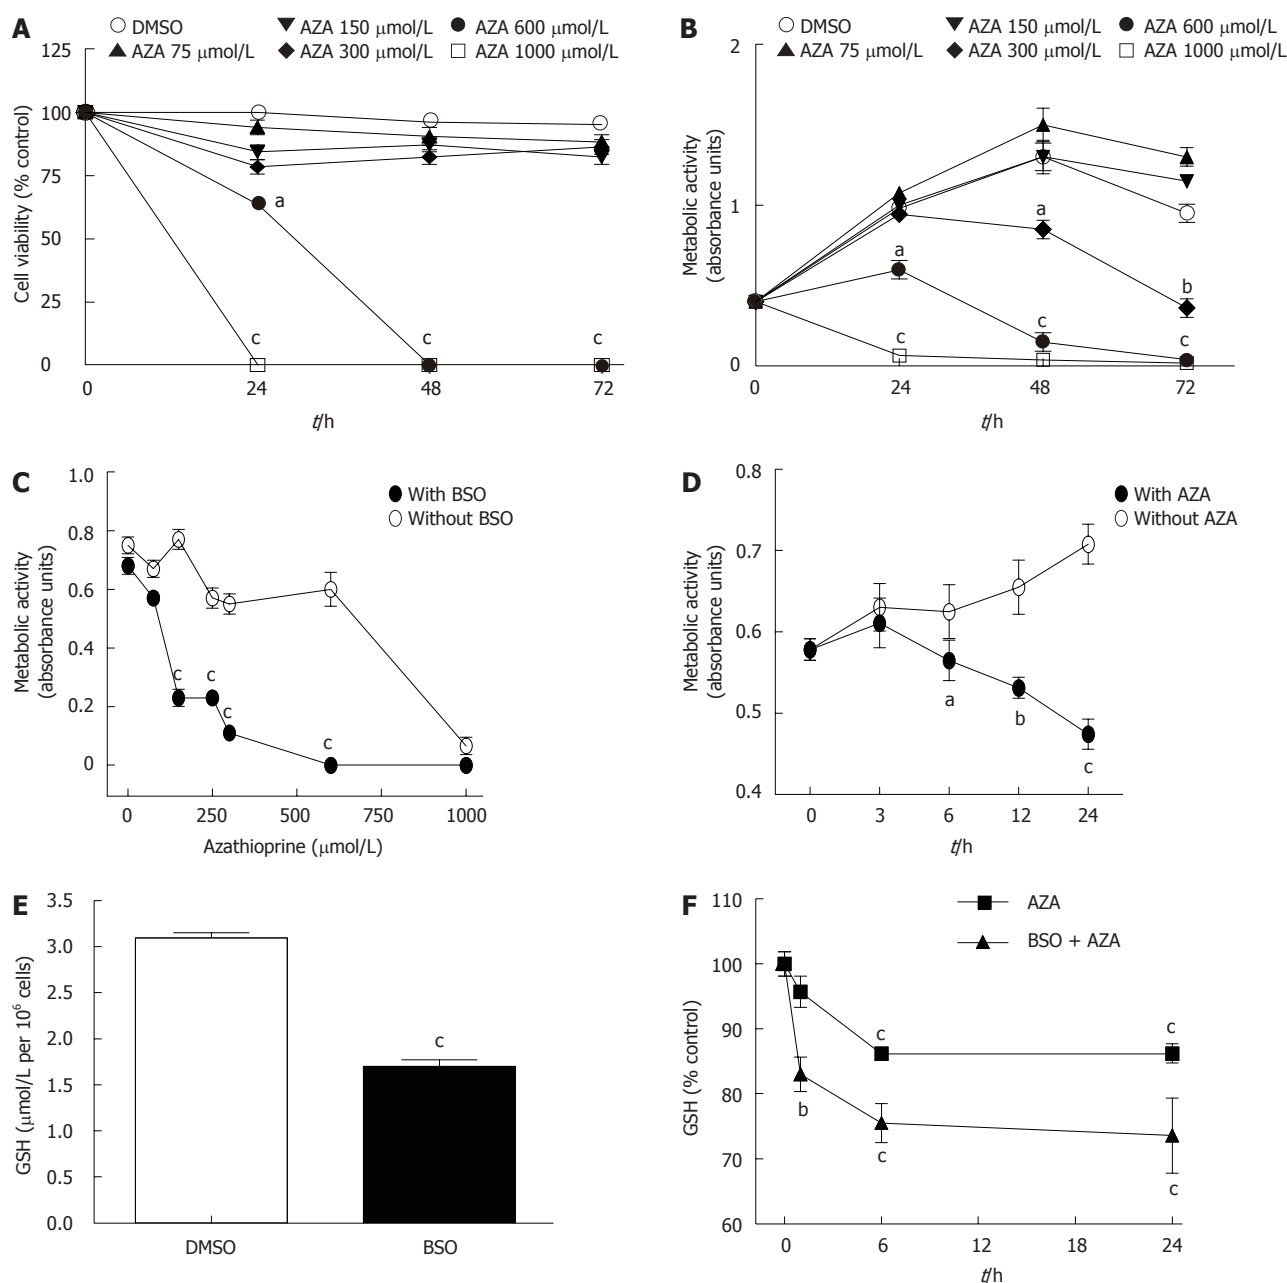 A
DMSO
AZA 75 μmol/L
AZA 150 μmol/L
AZA 300 μmol/L
AZA 600 μmol/L
AZA 1000 μmol/L
Cell viability (% control)
125
100
75
50
25
0
a
c
c
c
0
24
48
72
t/h
B
DMSO
AZA 75 μmol/L
AZA 150 μmol/L
AZA 300 μmol/L
AZA 600 μmol/L
AZA 1000 μmol/L
Metabolic activity
(absorbance units)
2
1
0
a
c
a
c
b
c
0
24
48
72
t/h
C
With BSO
Without BSO
Metabolic activity
(absorbance units)
1.0
0.8
0.6
0.4
0.2
0
c
c
c
c
0
250
500
750
1000
Azathioprine (μmol/L)
D
With AZA
Without AZA
Metabolic activity
(absorbance units)
0.8
0.7
0.6
0.5
0.4
a
b
c
0
3
6
12
24
t/h
E
GSH (μmol/L per 10⁶ cells)
3.5
3.0
2.5
2.0
1.5
1.0
0.5
0.0
c
DMSO
BSO
F
AZA
BSO + AZA
GSH (% control)
110
100
90
80
70
60
c
c
b
c
c
0
6
12
18
24
t/h